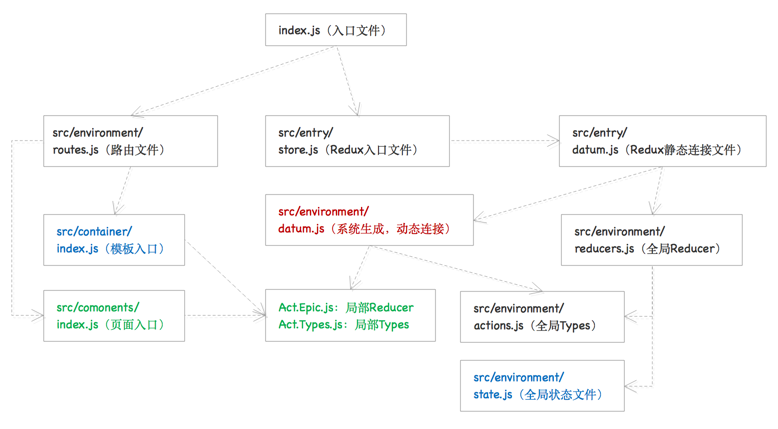 index.js（入口文件）
src/environment/
routes.js（路由文件）
src/entry/
store.js（Redux入口文件）
src/entry/
datum.js（Redux静态连接文件）
src/container/
index.js（模板入口）
src/environment/
datum.js（系统生成，动态连接）
src/environment/
reducers.js（全局Reducer）
src/comonents/
index.js（页面入口）
Act.Epic.js：局部Reducer
Act.Types.js：局部Types
src/environment/
actions.js（全局Types）
src/environment/
state.js（全局状态文件）